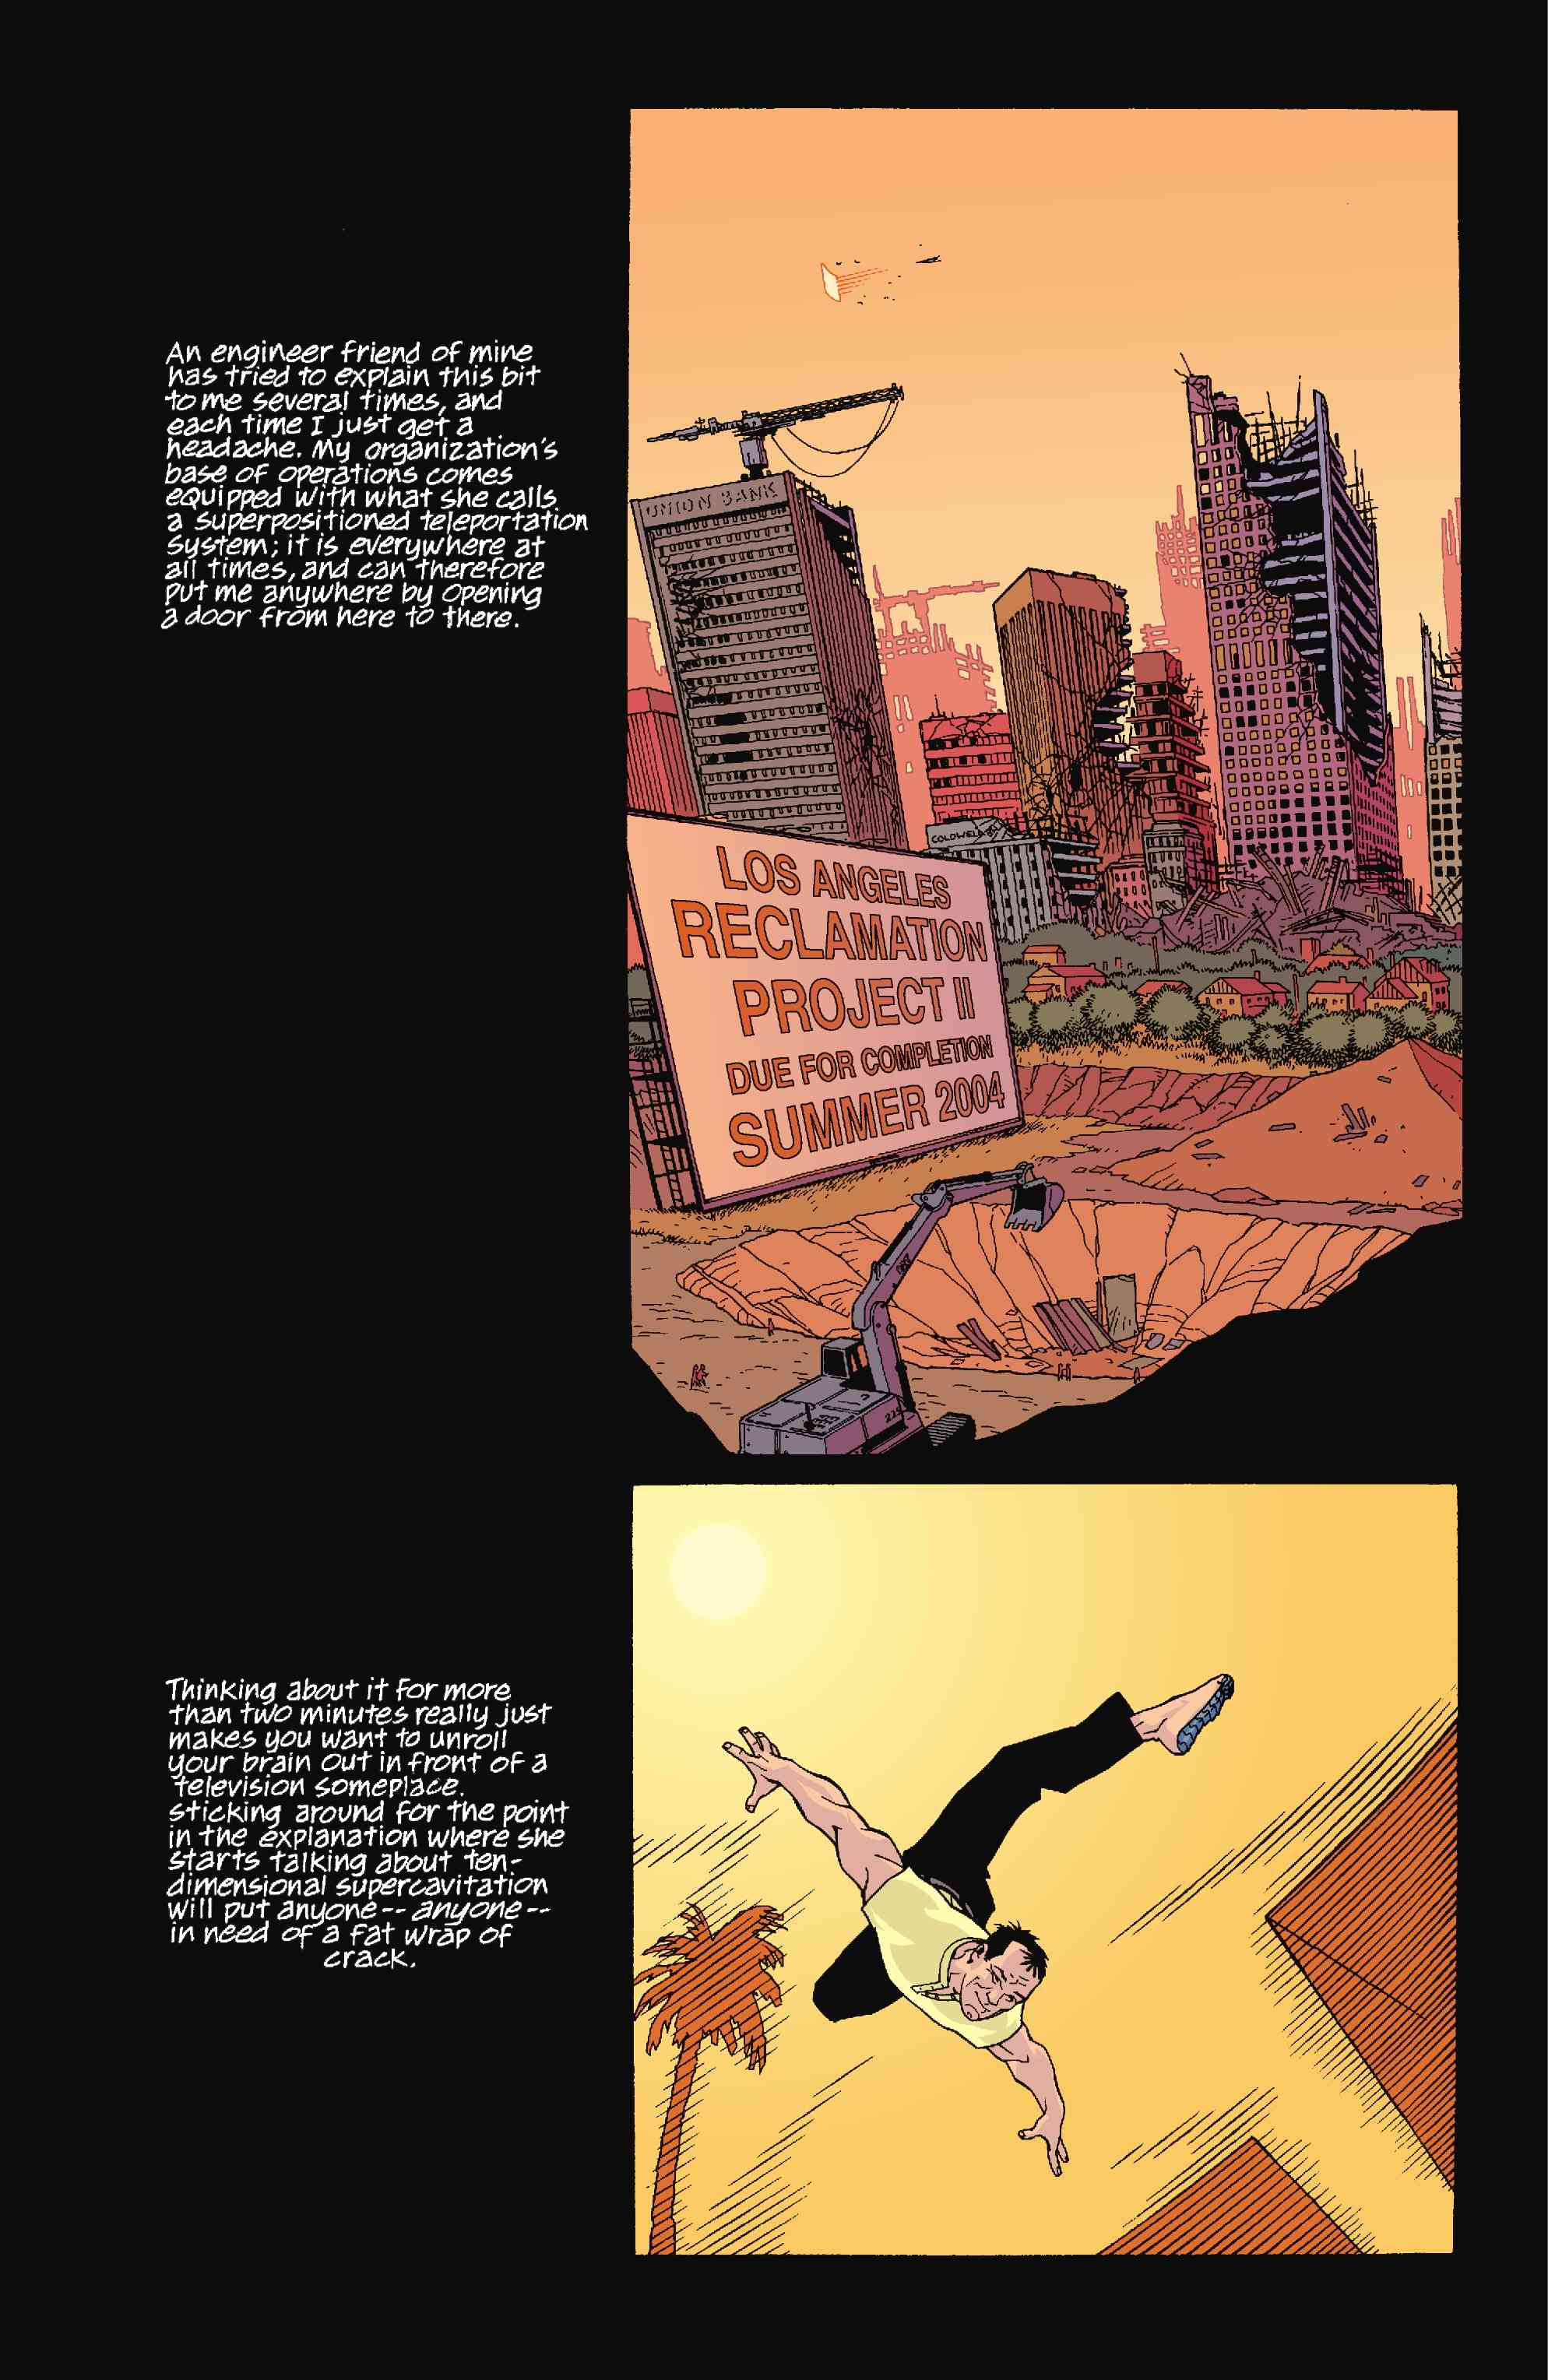 An engineer friend of mine
has tried to explain this bit
to me several times, and
each time I just get a
headache. My organization's
base of operations comes
equipped with what she calls
a superpositioned teleportation
system; it is everywhere at
all times, and can therefore
put me anywhere by opening
a door from here to there.
UNION BANK
COLDWELL
LOS ANGELES
RECLAMATION
PROJECT II
DUE FOR COMPLETION
SUMMER 2004
Thinking about it for more
than two minutes really just
makes you want to unroll
your brain out in front of a
television someplace.
Sticking around for the point
in the explanation where she
starts talking about ten-
dimensional supercavitation
will put anyone-- anyone--
in need of a fat wrap of
crack.